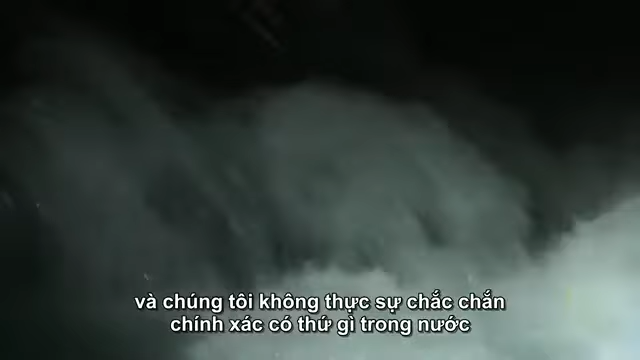 và chúng tôi không thực sự chắc chắn
chính xác có thứ gì trong nước